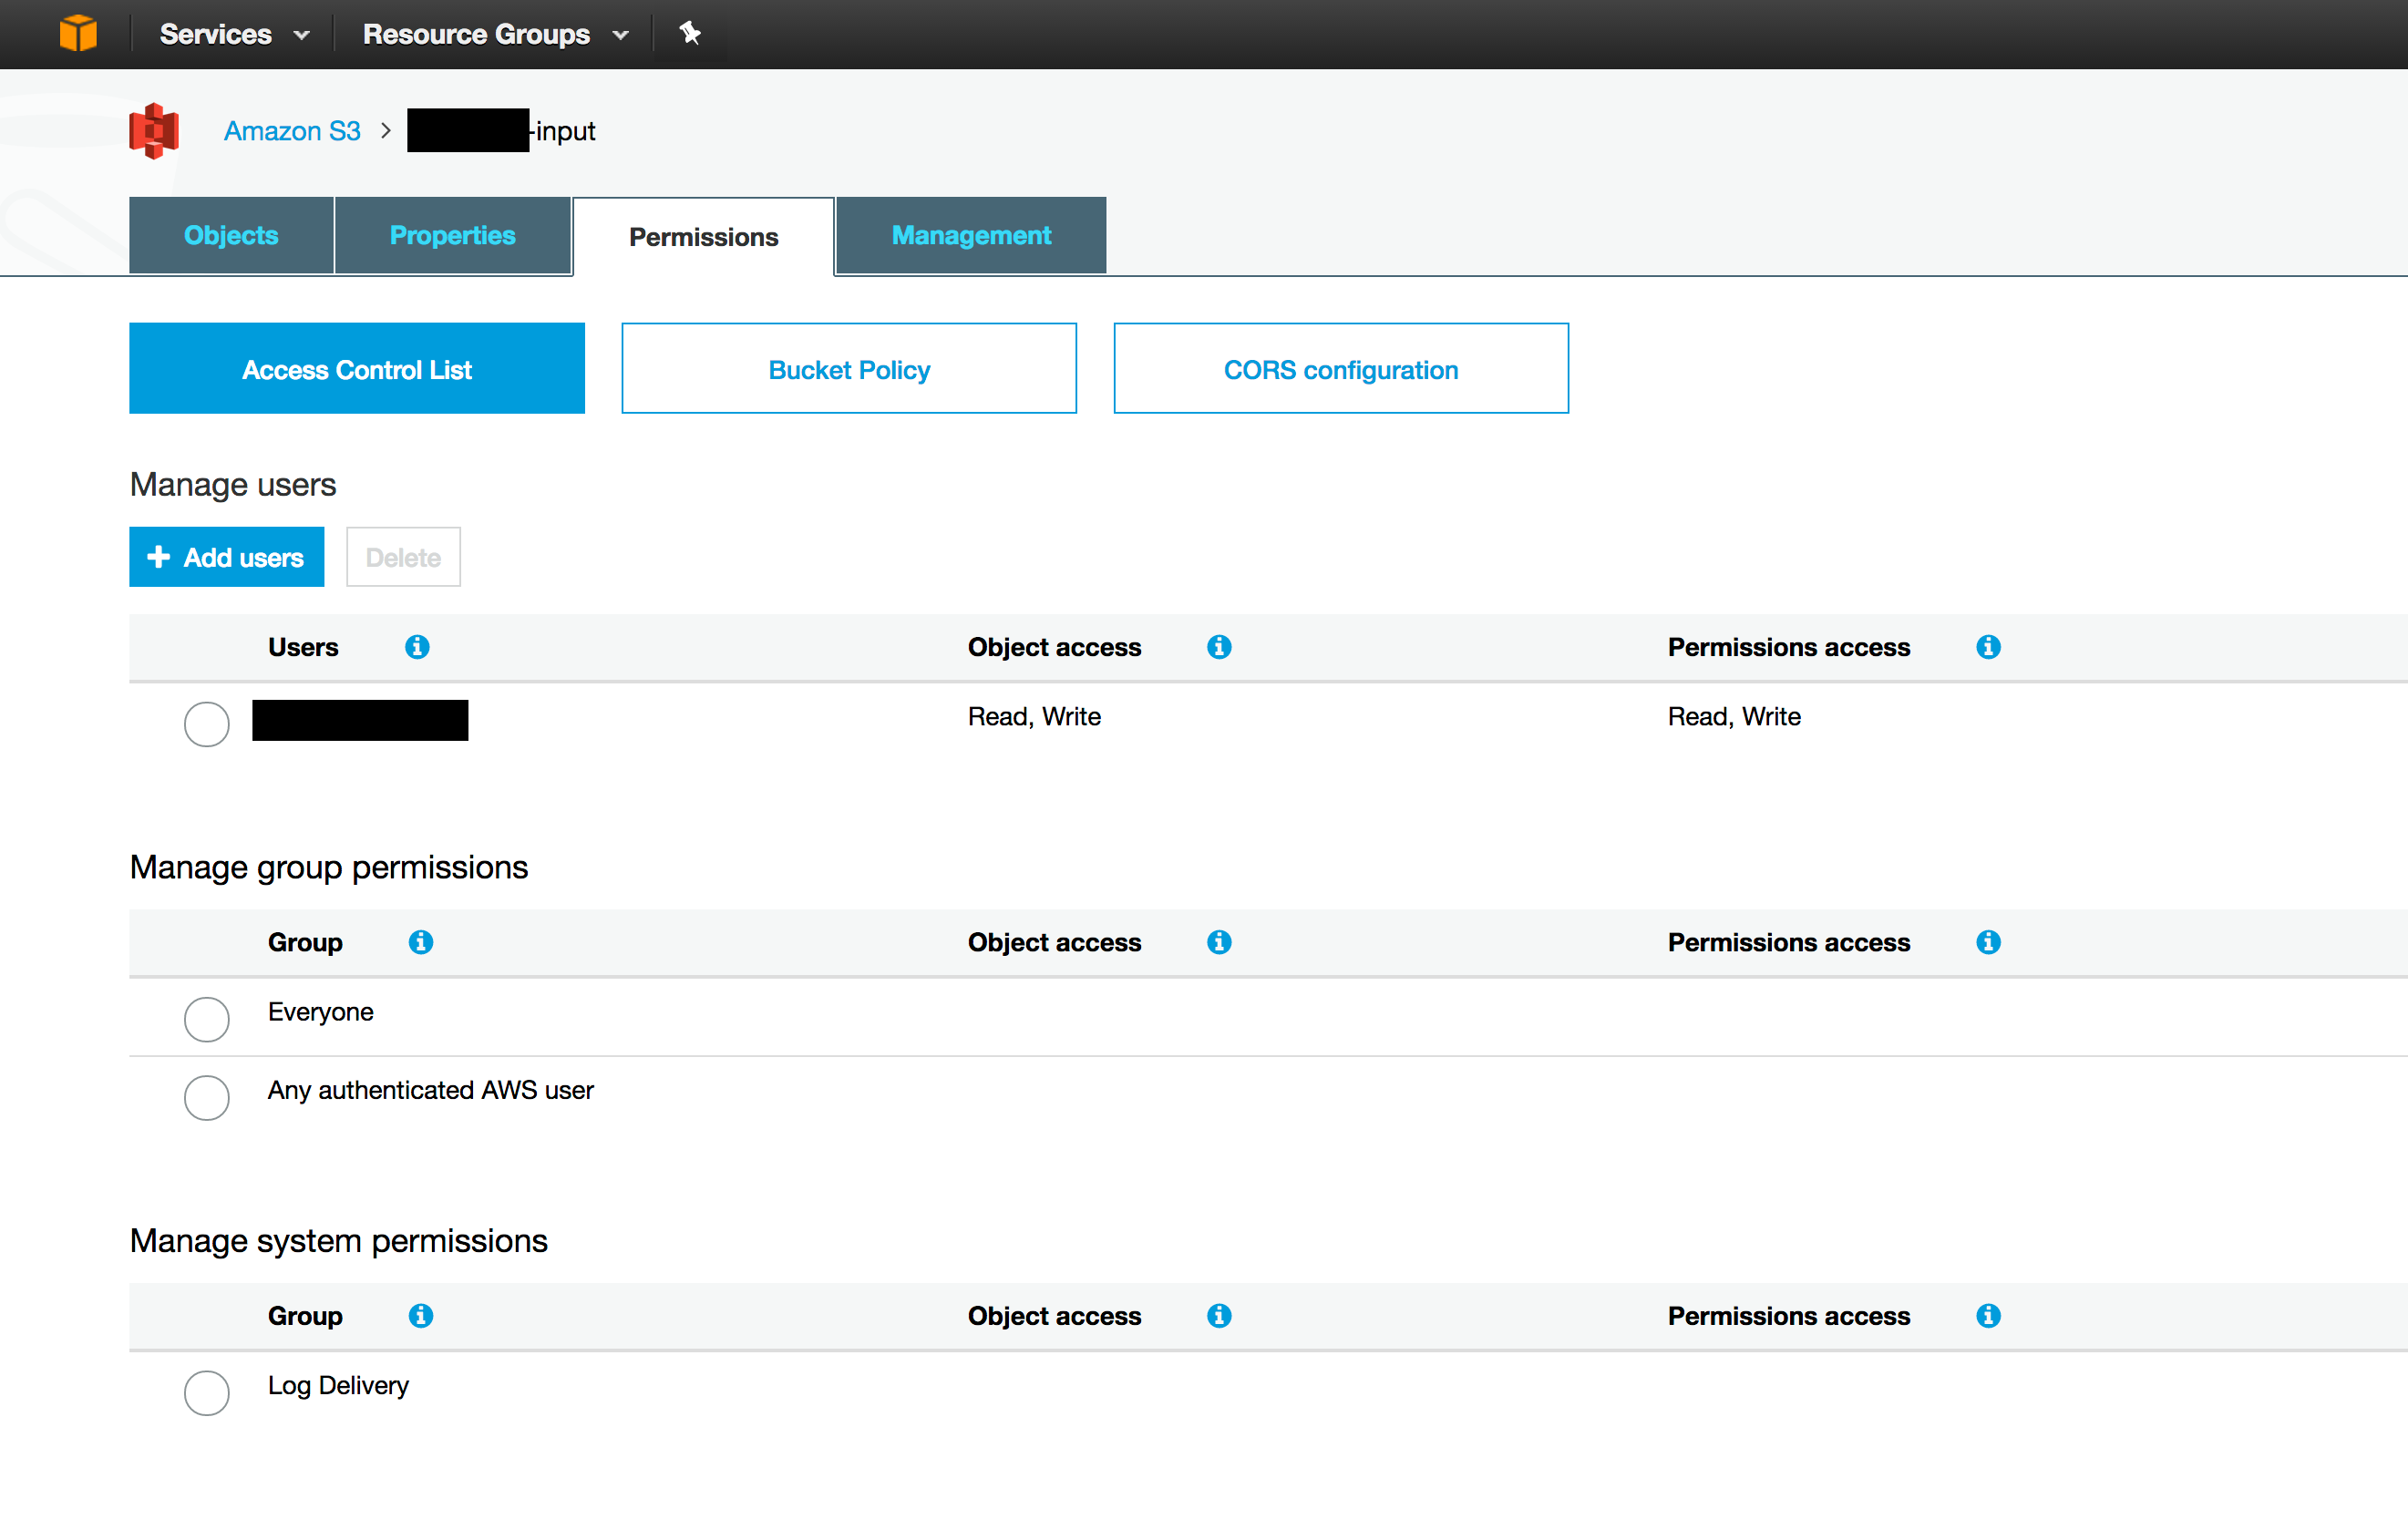 Services Resource Groups
Amazon S3 > -input
Objects Properties Permissions Management
Access Control List Bucket Policy CORS configuration
Manage users
Add users Delete
Users Object access Permissions access
Read, Write Read, Write
Manage group permissions
Group Object access Permissions access
Everyone
Any authenticated AWS user
Manage system permissions
Group Object access Permissions access
Log Delivery